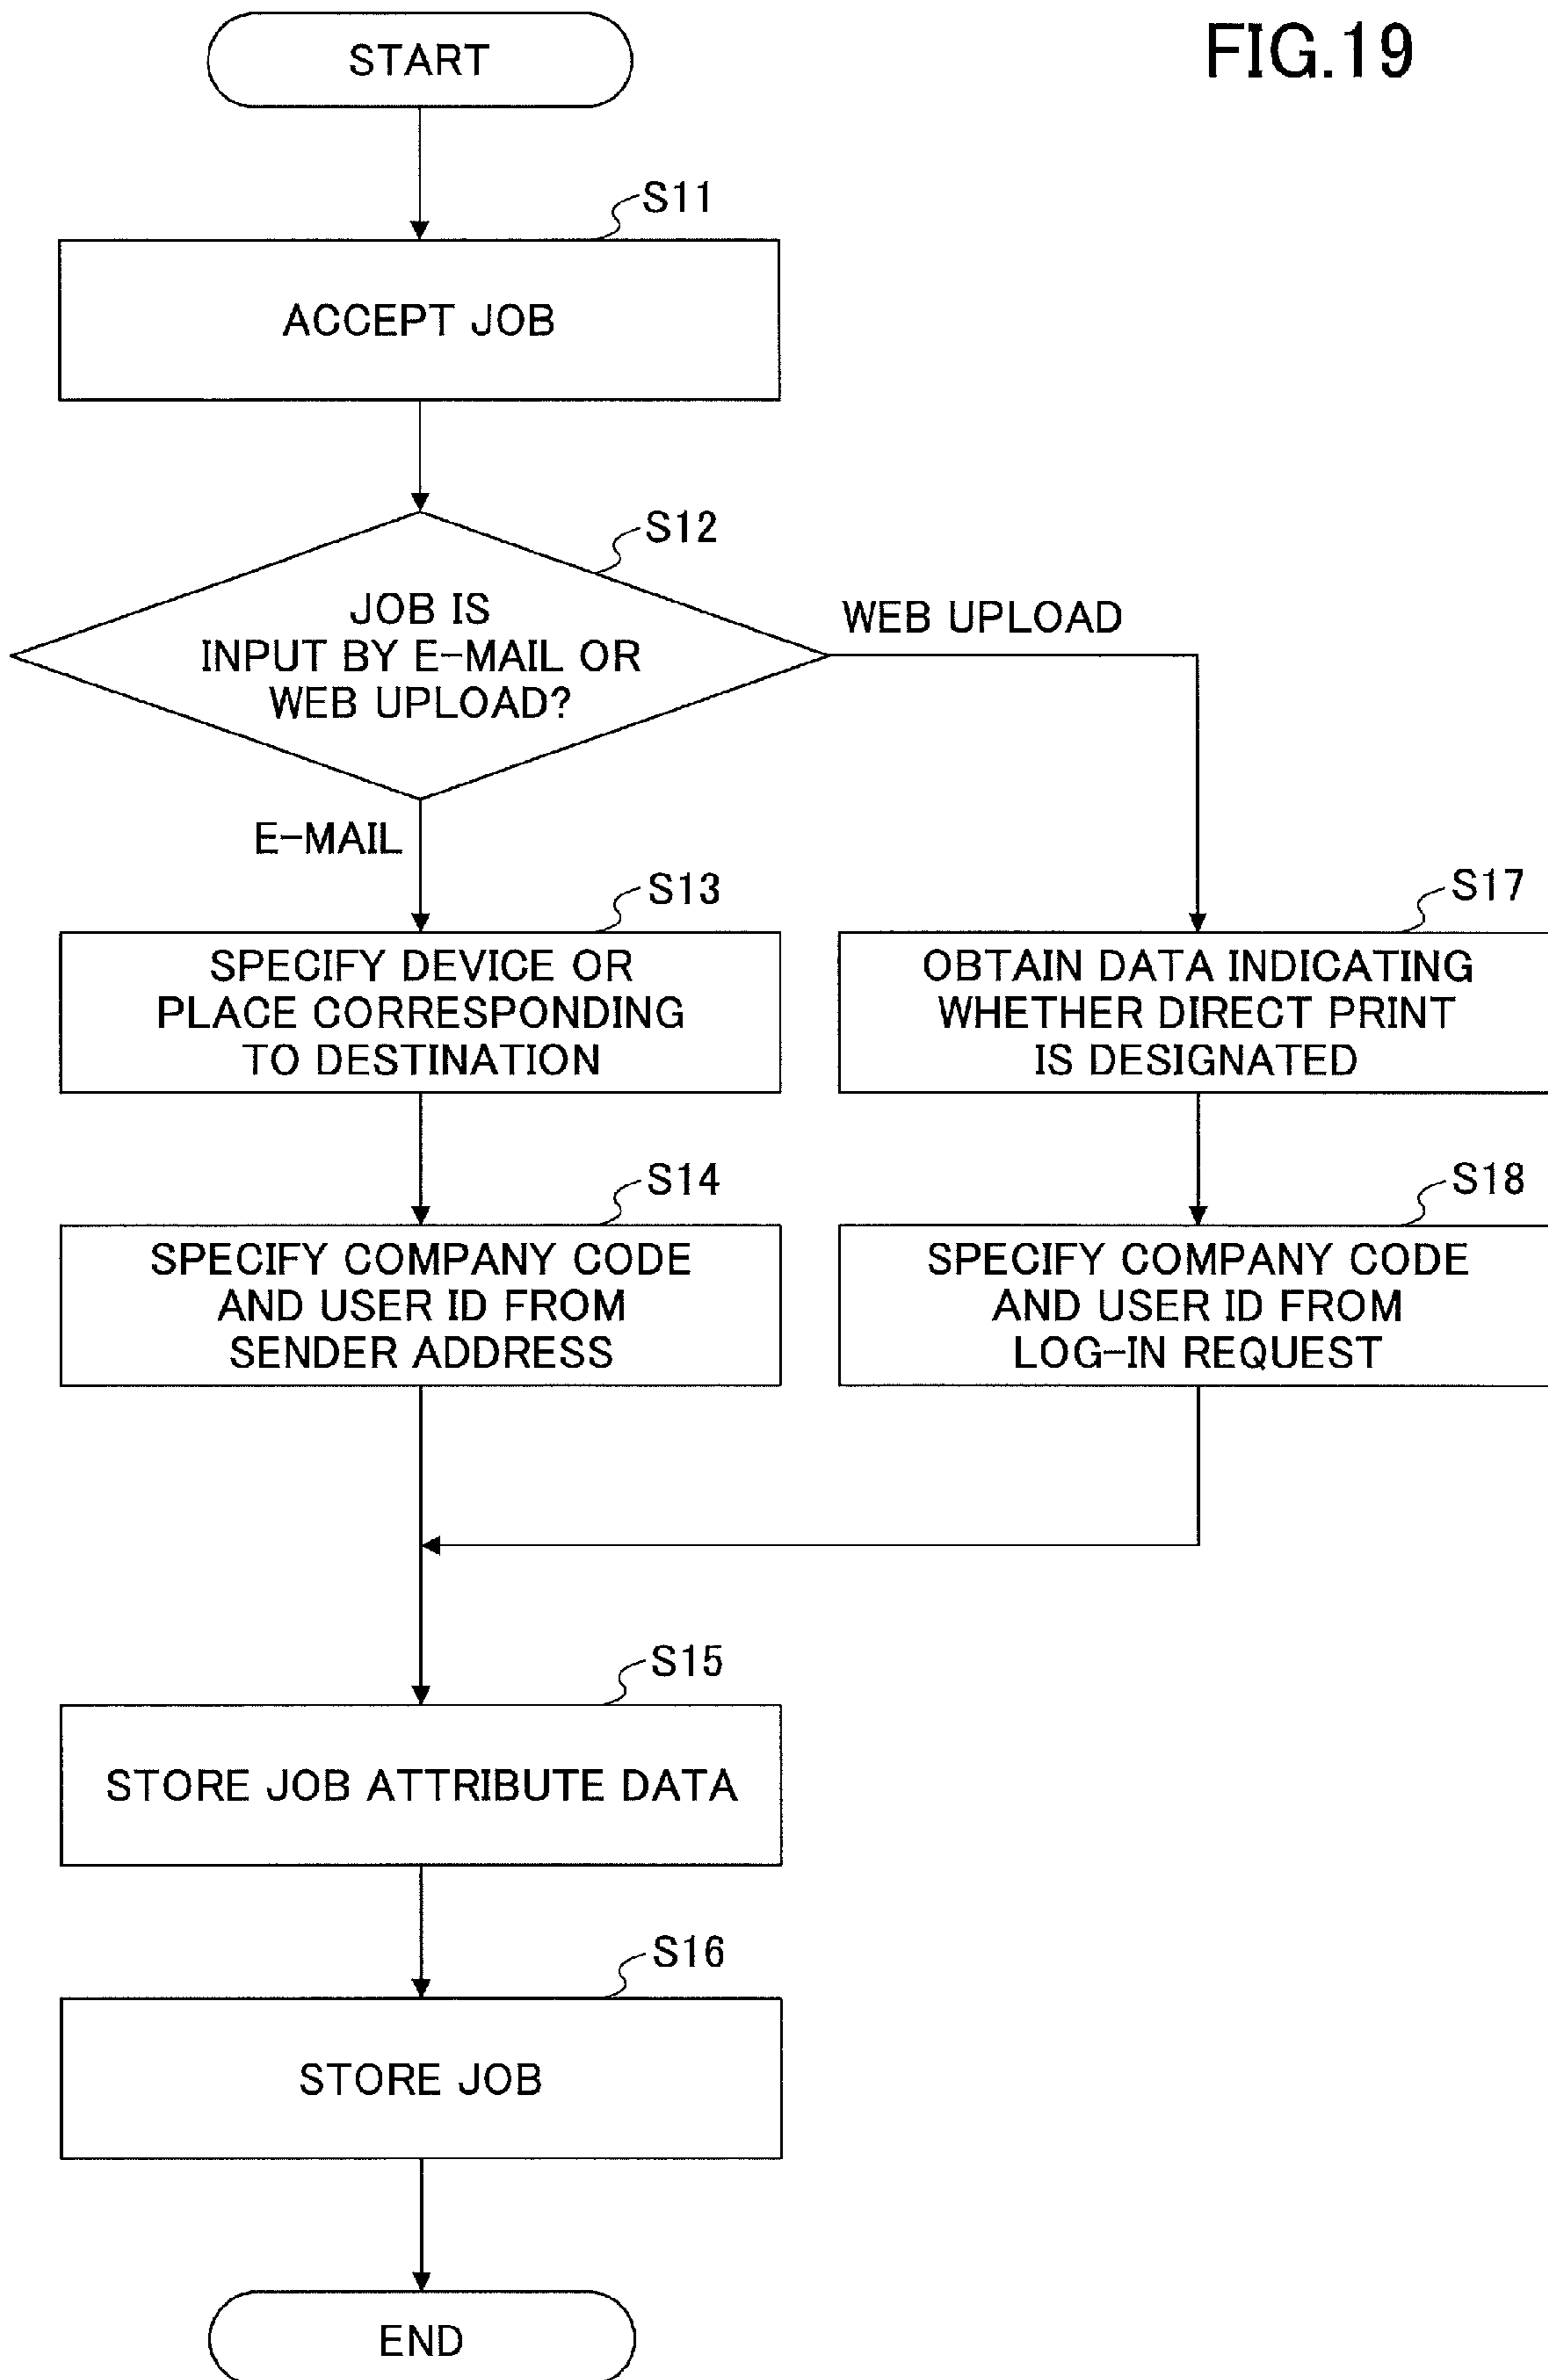 FIG.19
START
S11
ACCEPT JOB
S12
JOB IS
INPUT BY E-MAIL OR
WEB UPLOAD?
WEB UPLOAD
E-MAIL
S13
SPECIFY DEVICE OR
PLACE CORRESPONDING
TO DESTINATION
S17
OBTAIN DATA INDICATING
WHETHER DIRECT PRINT
IS DESIGNATED
S14
SPECIFY COMPANY CODE
AND USER ID FROM
SENDER ADDRESS
S18
SPECIFY COMPANY CODE
AND USER ID FROM
LOG-IN REQUEST
S15
STORE JOB ATTRIBUTE DATA
S16
STORE JOB
END